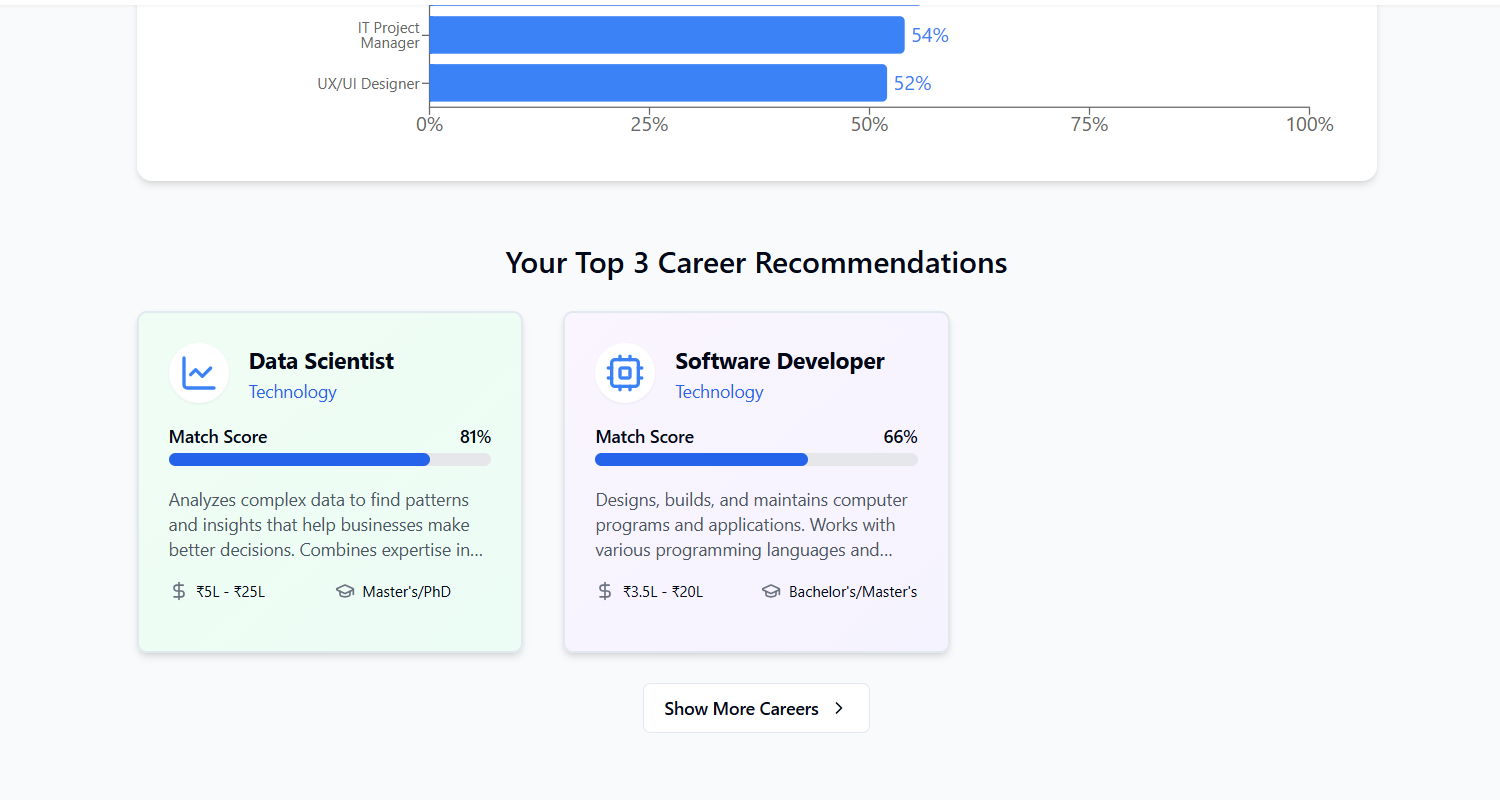 IT Project
Manager
54%
UX/UI Designer
52%
0% 25% 50% 75% 100%
Your Top 3 Career Recommendations
Data Scientist
Technology
Match Score 81%
Analyzes complex data to find patterns
and insights that help businesses make
better decisions. Combines expertise in...
₹5L - ₹25L Master's/PhD
Software Developer
Technology
Match Score 66%
Designs, builds, and maintains computer
programs and applications. Works with
various programming languages and...
₹3.5L - ₹20L Bachelor's/Master's
Show More Careers